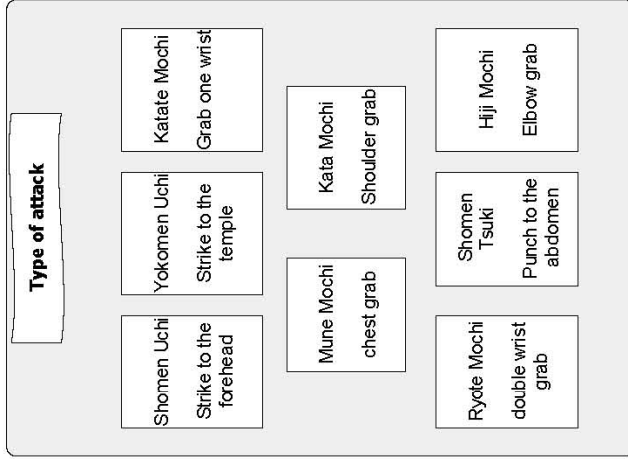 Type of attack
Shomen Uchi
Strike to the
forehead
Yokomen Uchi
Strike to the
temple
Katate Mochi
Grab one wrist
Mune Mochi
chest grab
Kata Mochi
Shoulder grab
Ryote Mochi
double wrist
grab
Shomen
Tsuki
Punch to the
abdomen
Hiji Mochi
Elbow grab